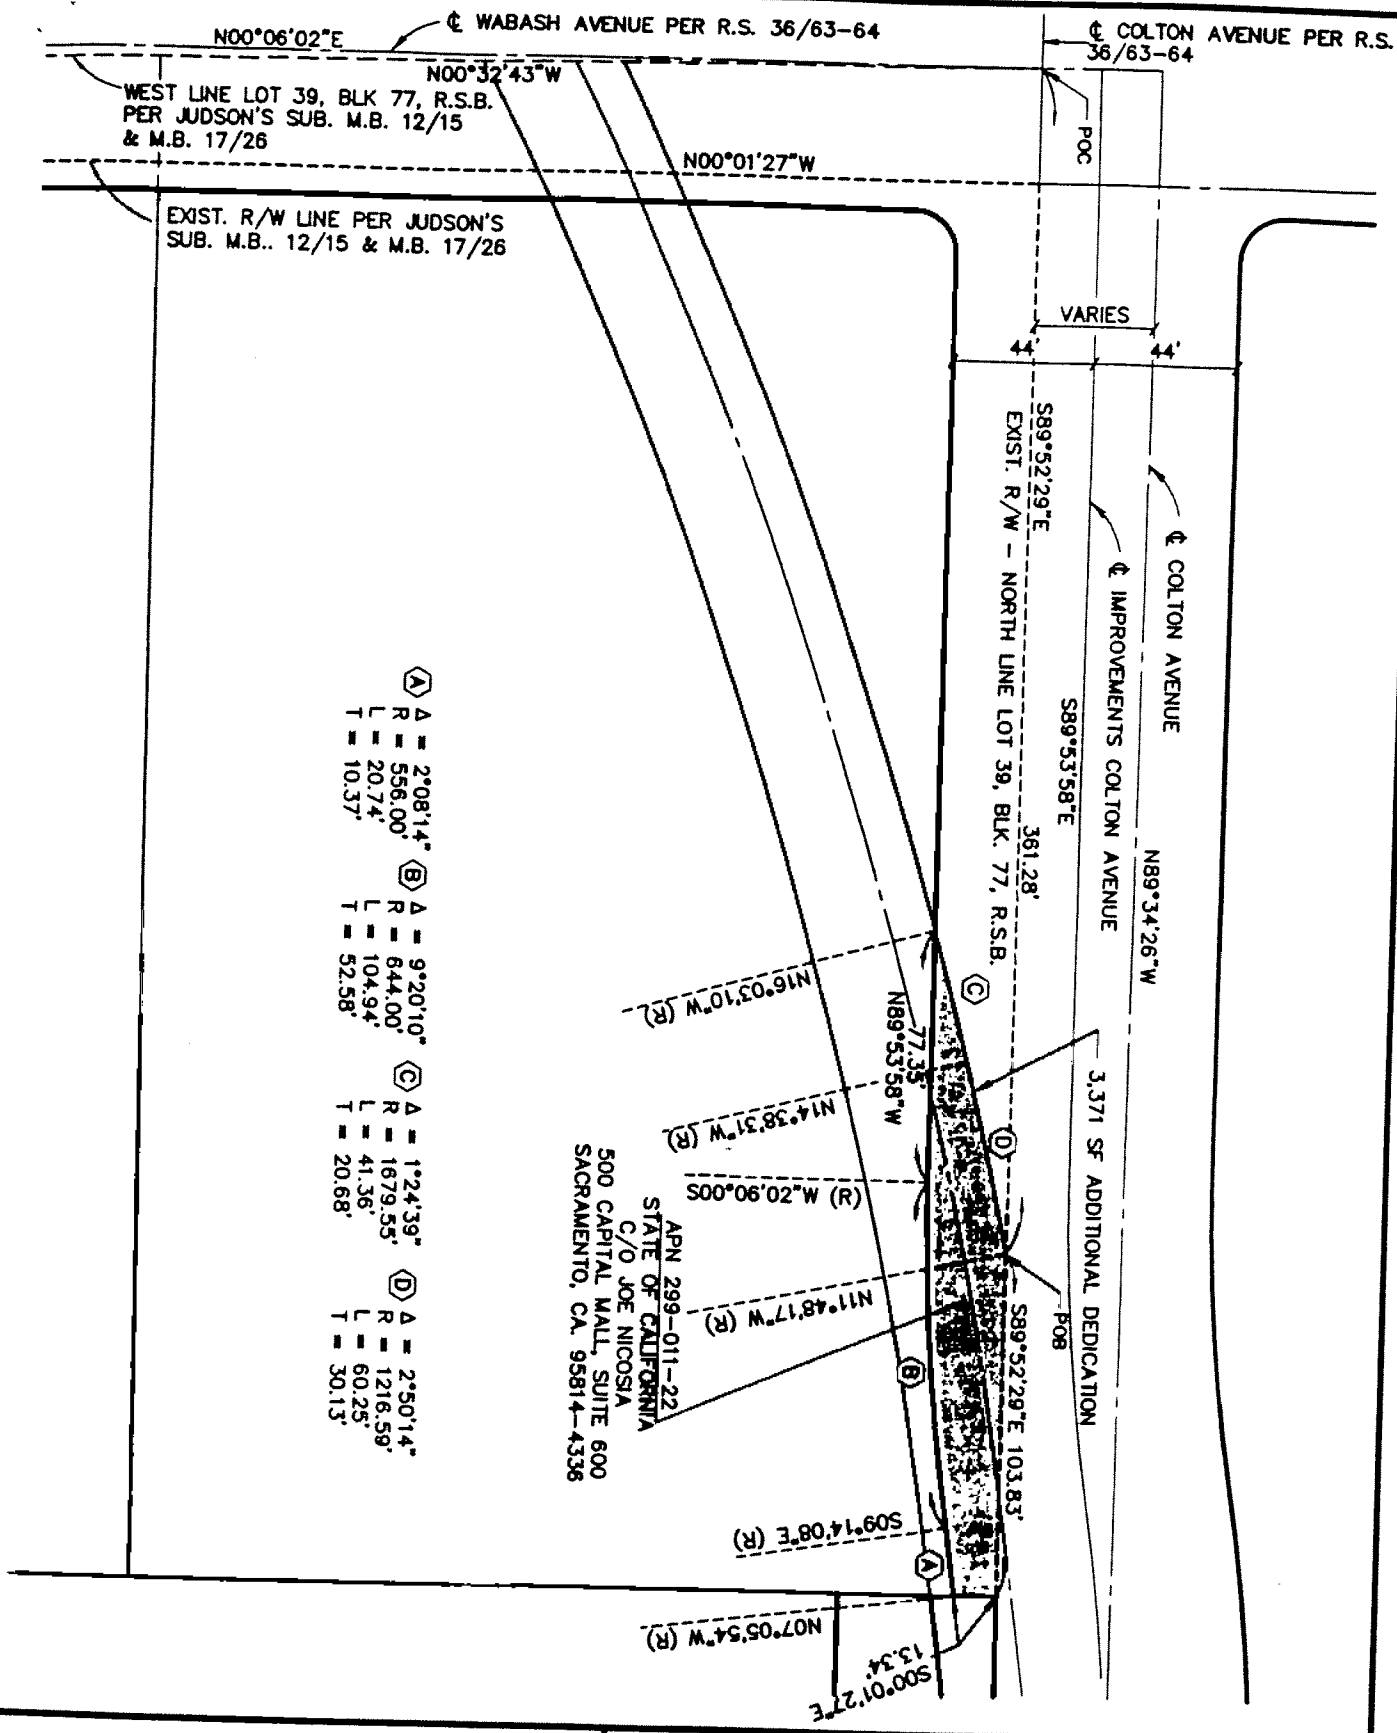 N00°06'02"E
℄ WABASH AVENUE PER R.S. 36/63-64
℄ COLTON AVENUE PER R.S.
36/63-64
N00°32'43"W
WEST LINE LOT 39, BLK 77, R.S.B.
PER JUDSON'S SUB. M.B. 12/15
& M.B. 17/26
POC
N00°01'27"W
EXIST. R/W LINE PER JUDSON'S
SUB. M.B.. 12/15 & M.B. 17/26
VARIES
44'
44'
S89°52'29"E
EXIST. R/W - NORTH LINE LOT 39, BLK. 77, R.S.B.
361.28'
℄ COLTON AVENUE
℄ IMPROVEMENTS COLTON AVENUE
S89°53'58"E
N89°34'26"W
3,371 SF ADDITIONAL DEDICATION
C
D
N16°03'10"W (R)
77.35'
N89°53'58"W
N14°38'31"W (R)
S00°06'02"W (R)
N11°48'17"W (R)
POB
S89°52'29"E 103.83'
APN 299-011-22
STATE OF CALIFORNIA
C/O JOE NICOSIA
500 CAPITAL MALL, SUITE 600
SACRAMENTO, CA. 95814-4336
B
S09°14'08"E (R)
A
N07°05'54"W (R)
S00°01'27"E
13.34'
A Δ = 2°08'14"
R = 556.00'
L = 20.74'
T = 10.37'
B Δ = 9°20'10"
R = 644.00'
L = 104.94'
T = 52.58'
C Δ = 1°24'39"
R = 1679.55'
L = 41.36'
T = 20.68'
D Δ = 2°50'14"
R = 1216.59'
L = 60.25'
T = 30.13'